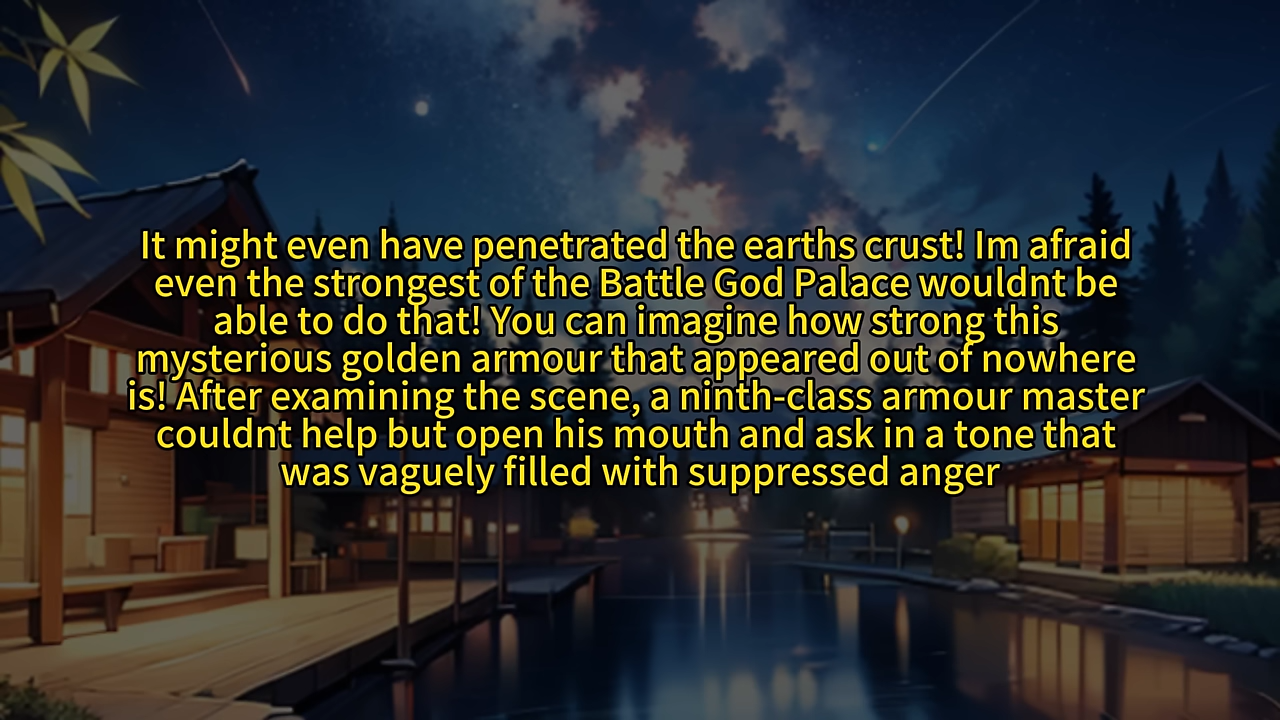 It might even have penetrated the earths crust! Im afraid
even the strongest of the Battle God Palace wouldnt be
able to do that! You can imagine how strong this
mysterious golden armour that appeared out of nowhere
is! After examining the scene, a ninth-class armour master
couldnt help but open his mouth and ask in a tone that
was vaguely filled with suppressed anger